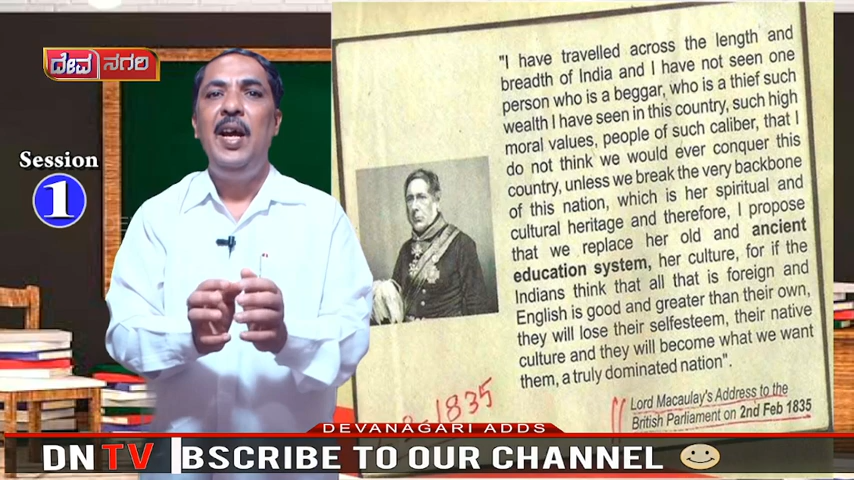 ದೇವ ನಗರಿ
Session
1
"I have travelled across the length and
breadth of India and I have not seen one
person who is a beggar, who is a thief such
wealth I have seen in this country, such high
moral values, people of such caliber, that I
do not think we would ever conquer this
country, unless we break the very backbone
of this nation, which is her spiritual and
cultural heritage and therefore, I propose
that we replace her old and ancient
education system, her culture, for if the
Indians think that all that is foreign and
English is good and greater than their own,
they will lose their selfesteem, their native
culture and they will become what we want
them, a truly dominated nation".
Lord Macaulay's Address to the
British Parliament on 2nd Feb 1835
1835
DEVANAGARI ADDS
DN TV BSCRIBE TO OUR CHANNEL